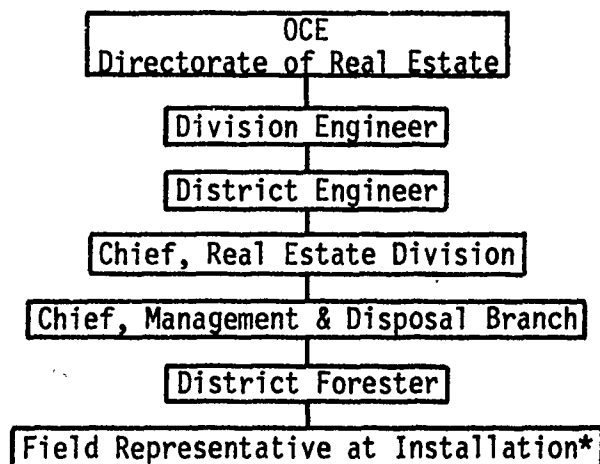 OCE
Directorate of Real Estate
Division Engineer
District Engineer
Chief, Real Estate Division
Chief, Management & Disposal Branch
District Forester
Field Representative at Installation*